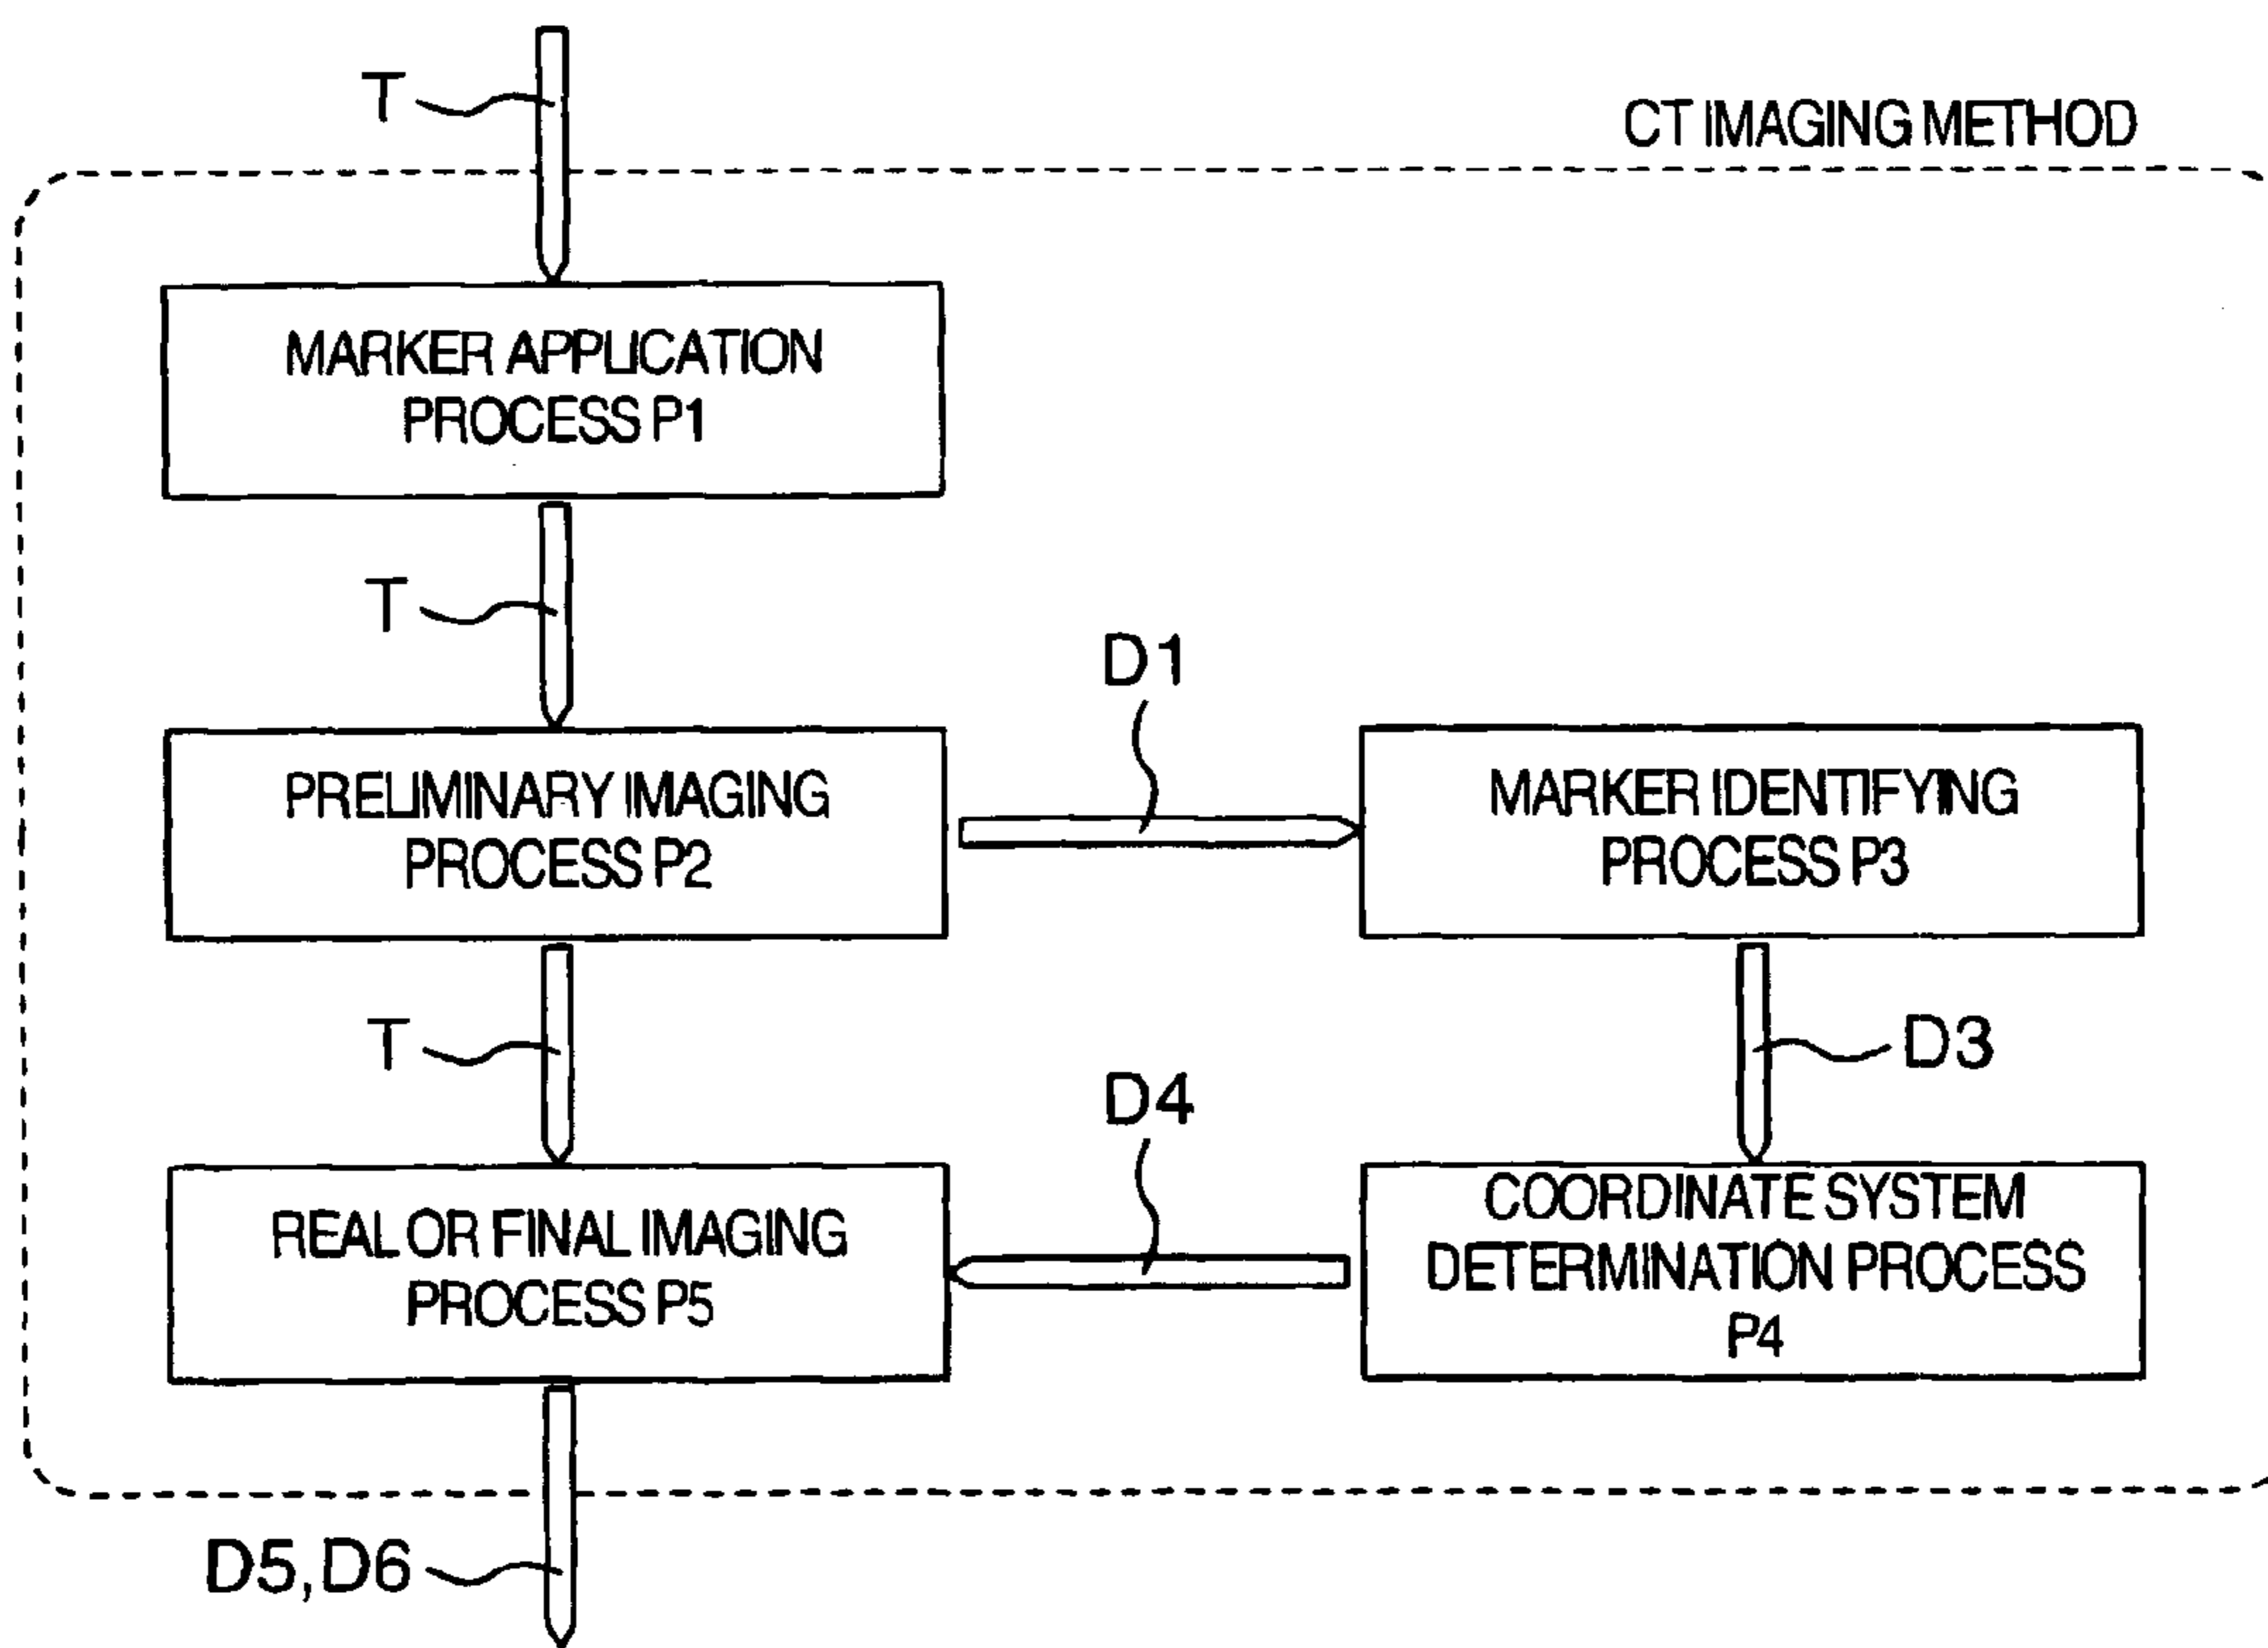 T
CT IMAGING METHOD
MARKER APPLICATION
PROCESS P1
T
D1
PRELIMINARY IMAGING
PROCESS P2
MARKER IDENTIFYING
PROCESS P3
T
D3
D4
REAL OR FINAL IMAGING
PROCESS P5
COORDINATE SYSTEM
DETERMINATION PROCESS
P4
D5,D6